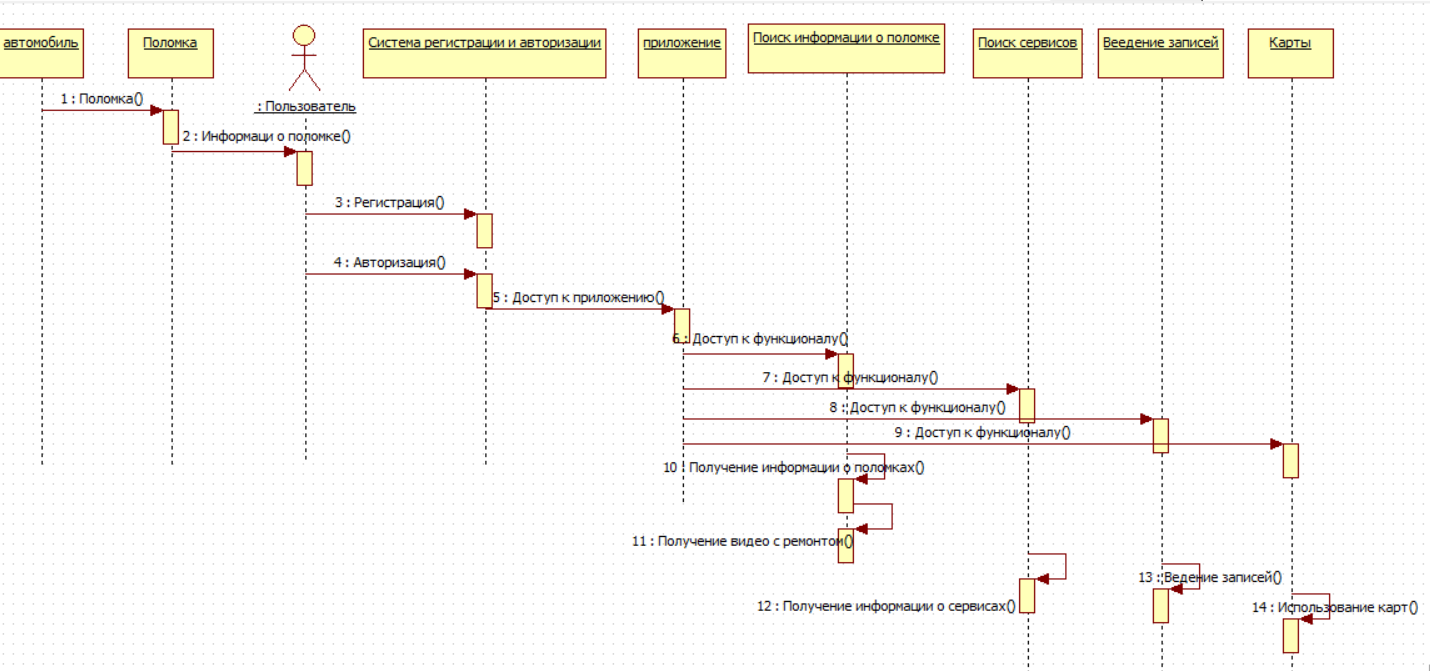 автомобиль
Поломка
Система регистрации и авторизации
приложение
Поиск информации о поломке
Поиск сервисов
Веедение записей
Карты
: Пользователь
1 : Поломка()
2 : Информаци о поломке()
3 : Регистрация()
4 : Авторизация()
5 : Доступ к приложению()
6 : Доступ к функционалу()
7 : Доступ к функционалу()
8 : Доступ к функционалу()
9 : Доступ к функционалу()
10 : Получение информации о поломках()
11 : Получение видео с ремонтом()
12 : Получение информации о сервисах()
13 : Ведение записей()
14 : Использование карт()